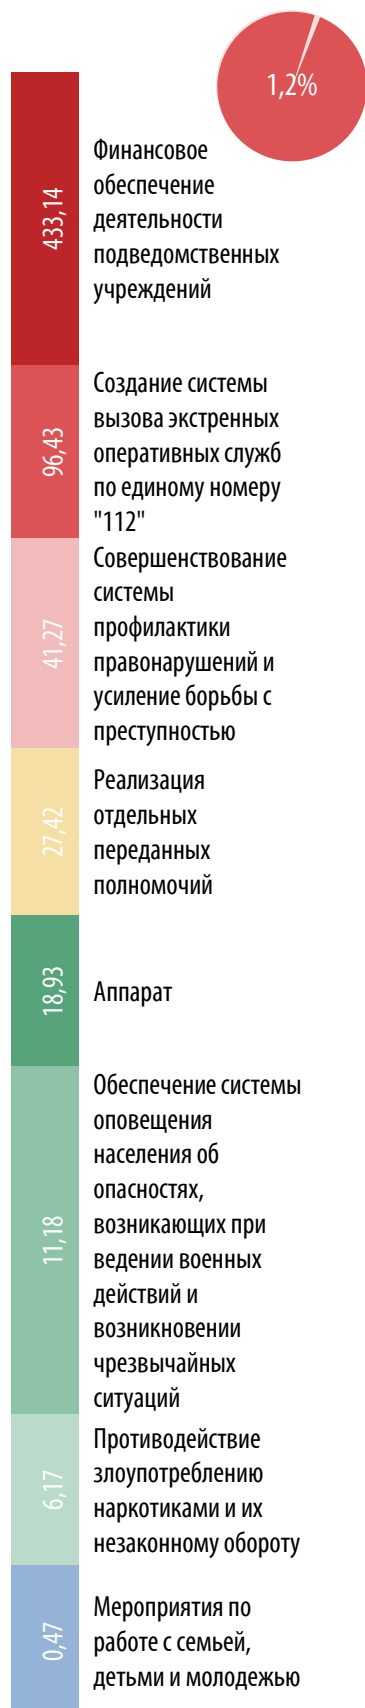 1,2%
433,14
Финансовое
обеспечение
деятельности
подведомственных
учреждений
96,43
Создание системы
вызова экстренных
оперативных служб
по единому номеру
"112"
41,27
Совершенствование
системы
профилактики
правонарушений и
усиление борьбы с
преступностью
27,42
Реализация
отдельных
переданных
полномочий
18,93
Аппарат
11,18
Обеспечение системы
оповещения
населения об
опасностях,
возникающих при
ведении военных
действий и
возникновении
чрезвычайных
ситуаций
6,17
Противодействие
злоупотреблению
наркотиками и их
незаконному обороту
0,47
Мероприятия по
работе с семьей,
детьми и молодежью